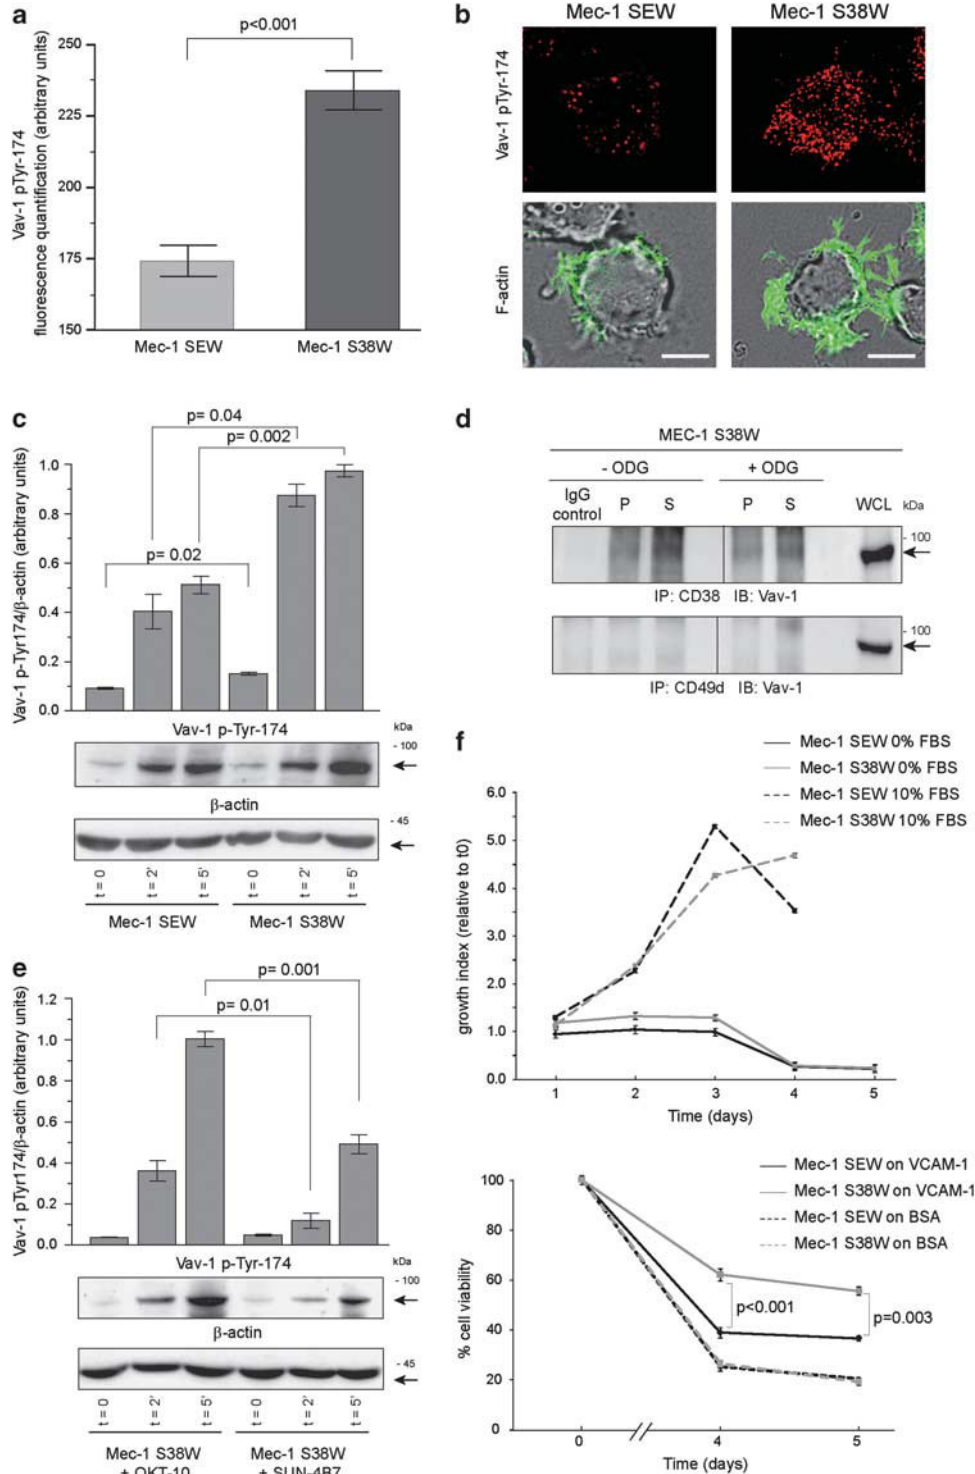 a
p<0.001
Vav-1 pTyr-174
fluorescence quantification (arbitrary units)
250
225
200
175
150
Mec-1 SEW
Mec-1 S38W
b
Mec-1 SEW
Mec-1 S38W
Vav-1 pTyr-174
F-actin
c
p= 0.04
p= 0.002
p= 0.02
Vav-1 p-Tyr174/β-actin (arbitrary units)
1.0
0.8
0.6
0.4
0.2
0.0
Vav-1 p-Tyr-174
kDa
- 100
β-actin
- 45
t = 0
t = 2'
t = 5'
t = 0
t = 2'
t = 5'
Mec-1 SEW
Mec-1 S38W
d
MEC-1 S38W
- ODG
+ ODG
IgG
control
P
S
P
S
WCL
kDa
- 100
IP: CD38 IB: Vav-1
- 100
IP: CD49d IB: Vav-1
e
p= 0.001
p= 0.01
Vav-1 pTyr174/β-actin (arbitrary units)
1.2
1.0
0.8
0.6
0.4
0.2
0.0
Vav-1 p-Tyr-174
kDa
- 100
β-actin
- 45
t = 0
t = 2'
t = 5'
t = 0
t = 2'
t = 5'
Mec-1 S38W
+ OKT-10
Mec-1 S38W
+ SUN-4B7
f
Mec-1 SEW 0% FBS
Mec-1 S38W 0% FBS
Mec-1 SEW 10% FBS
Mec-1 S38W 10% FBS
growth index (relative to t0)
6.0
5.0
4.0
3.0
2.0
1.0
0.0
1
2
3
4
5
Time (days)
Mec-1 SEW on VCAM-1
Mec-1 S38W on VCAM-1
Mec-1 SEW on BSA
Mec-1 S38W on BSA
% cell viability
100
80
60
40
20
0
p<0.001
p=0.003
0
4
5
Time (days)